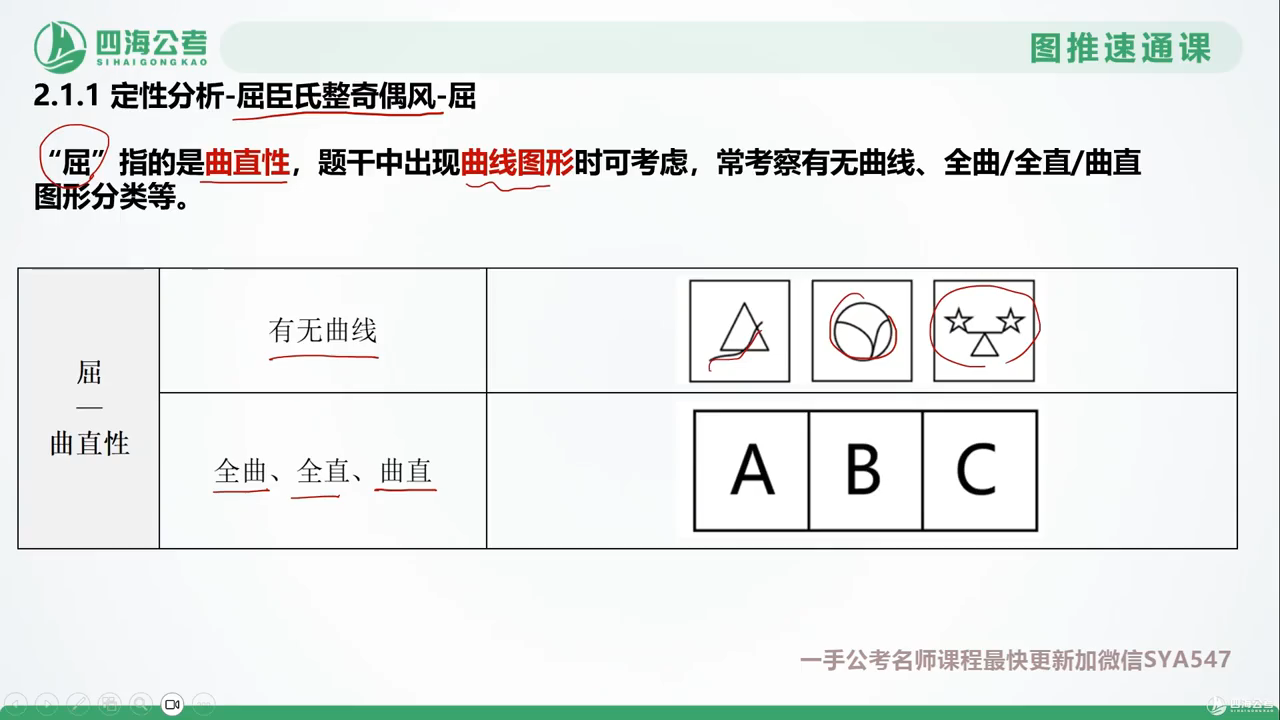 四海公考
SIHAIGONGKAO
图推速通课
2.1.1 定性分析-屈臣氏整奇偶风-屈
“屈”指的是曲直性，题干中出现曲线图形时可考虑，常考察有无曲线、全曲/全直/曲直
图形分类等。
屈
—
曲直性
有无曲线
全曲、全直、曲直
A B C
一手公考名师课程最快更新加微信SYA547
四海公考